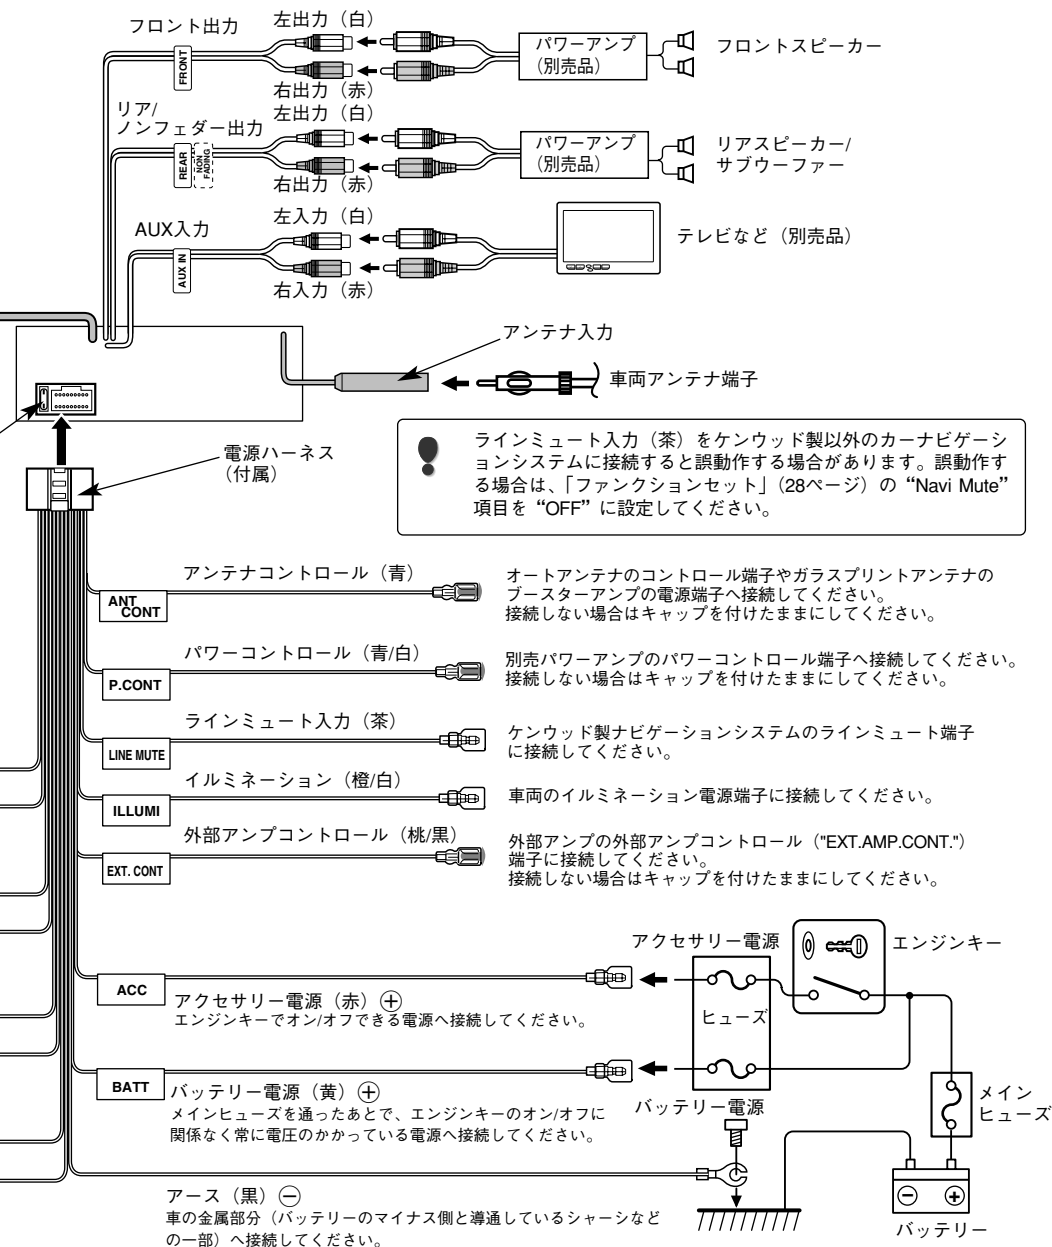 フロント出力
左出力（白）
FRONT
右出力（赤）
パワーアンプ
（別売品）
フロントスピーカー
リア/
ノンフェダー出力
左出力（白）
REAR
NON
FADING
右出力（赤）
パワーアンプ
（別売品）
リアスピーカー/
サブウーファー
AUX入力
左入力（白）
AUX IN
右入力（赤）
テレビなど（別売品）
アンテナ入力
車両アンテナ端子
電源ハーネス
（付属）
ラインミュート入力（茶）をケンウッド製以外のカーナビゲーシ
ョンシステムに接続すると誤動作する場合があります。誤動作す
る場合は、「ファンクションセット」（28ページ）の“Navi Mute”
項目を“OFF”に設定してください。
アンテナコントロール（青）
ANT
CONT
オートアンテナのコントロール端子やガラスプリントアンテナの
ブースターアンプの電源端子へ接続してください。
接続しない場合はキャップを付けたままにしてください。
パワーコントロール（青/白）
P.CONT
別売パワーアンプのパワーコントロール端子へ接続してください。
接続しない場合はキャップを付けたままにしてください。
ラインミュート入力（茶）
LINE MUTE
ケンウッド製ナビゲーションシステムのラインミュート端子
に接続してください。
イルミネーション（橙/白）
ILLUMI
車両のイルミネーション電源端子に接続してください。
外部アンプコントロール（桃/黒）
EXT. CONT
外部アンプの外部アンプコントロール（"EXT.AMP.CONT."）
端子に接続してください。
接続しない場合はキャップを付けたままにしてください。
アクセサリー電源
エンジンキー
ACC
アクセサリー電源（赤）⊕
エンジンキーでオン/オフできる電源へ接続してください。
ヒューズ
BATT
バッテリー電源（黄）⊕
メインヒューズを通ったあとで、エンジンキーのオン/オフに
関係なく常に電圧のかかっている電源へ接続してください。
バッテリー電源
メイン
ヒューズ
アース（黒）⊖
車の金属部分（バッテリーのマイナス側と導通しているシャーシなど
の一部）へ接続してください。
⊖ ⊕
バッテリー